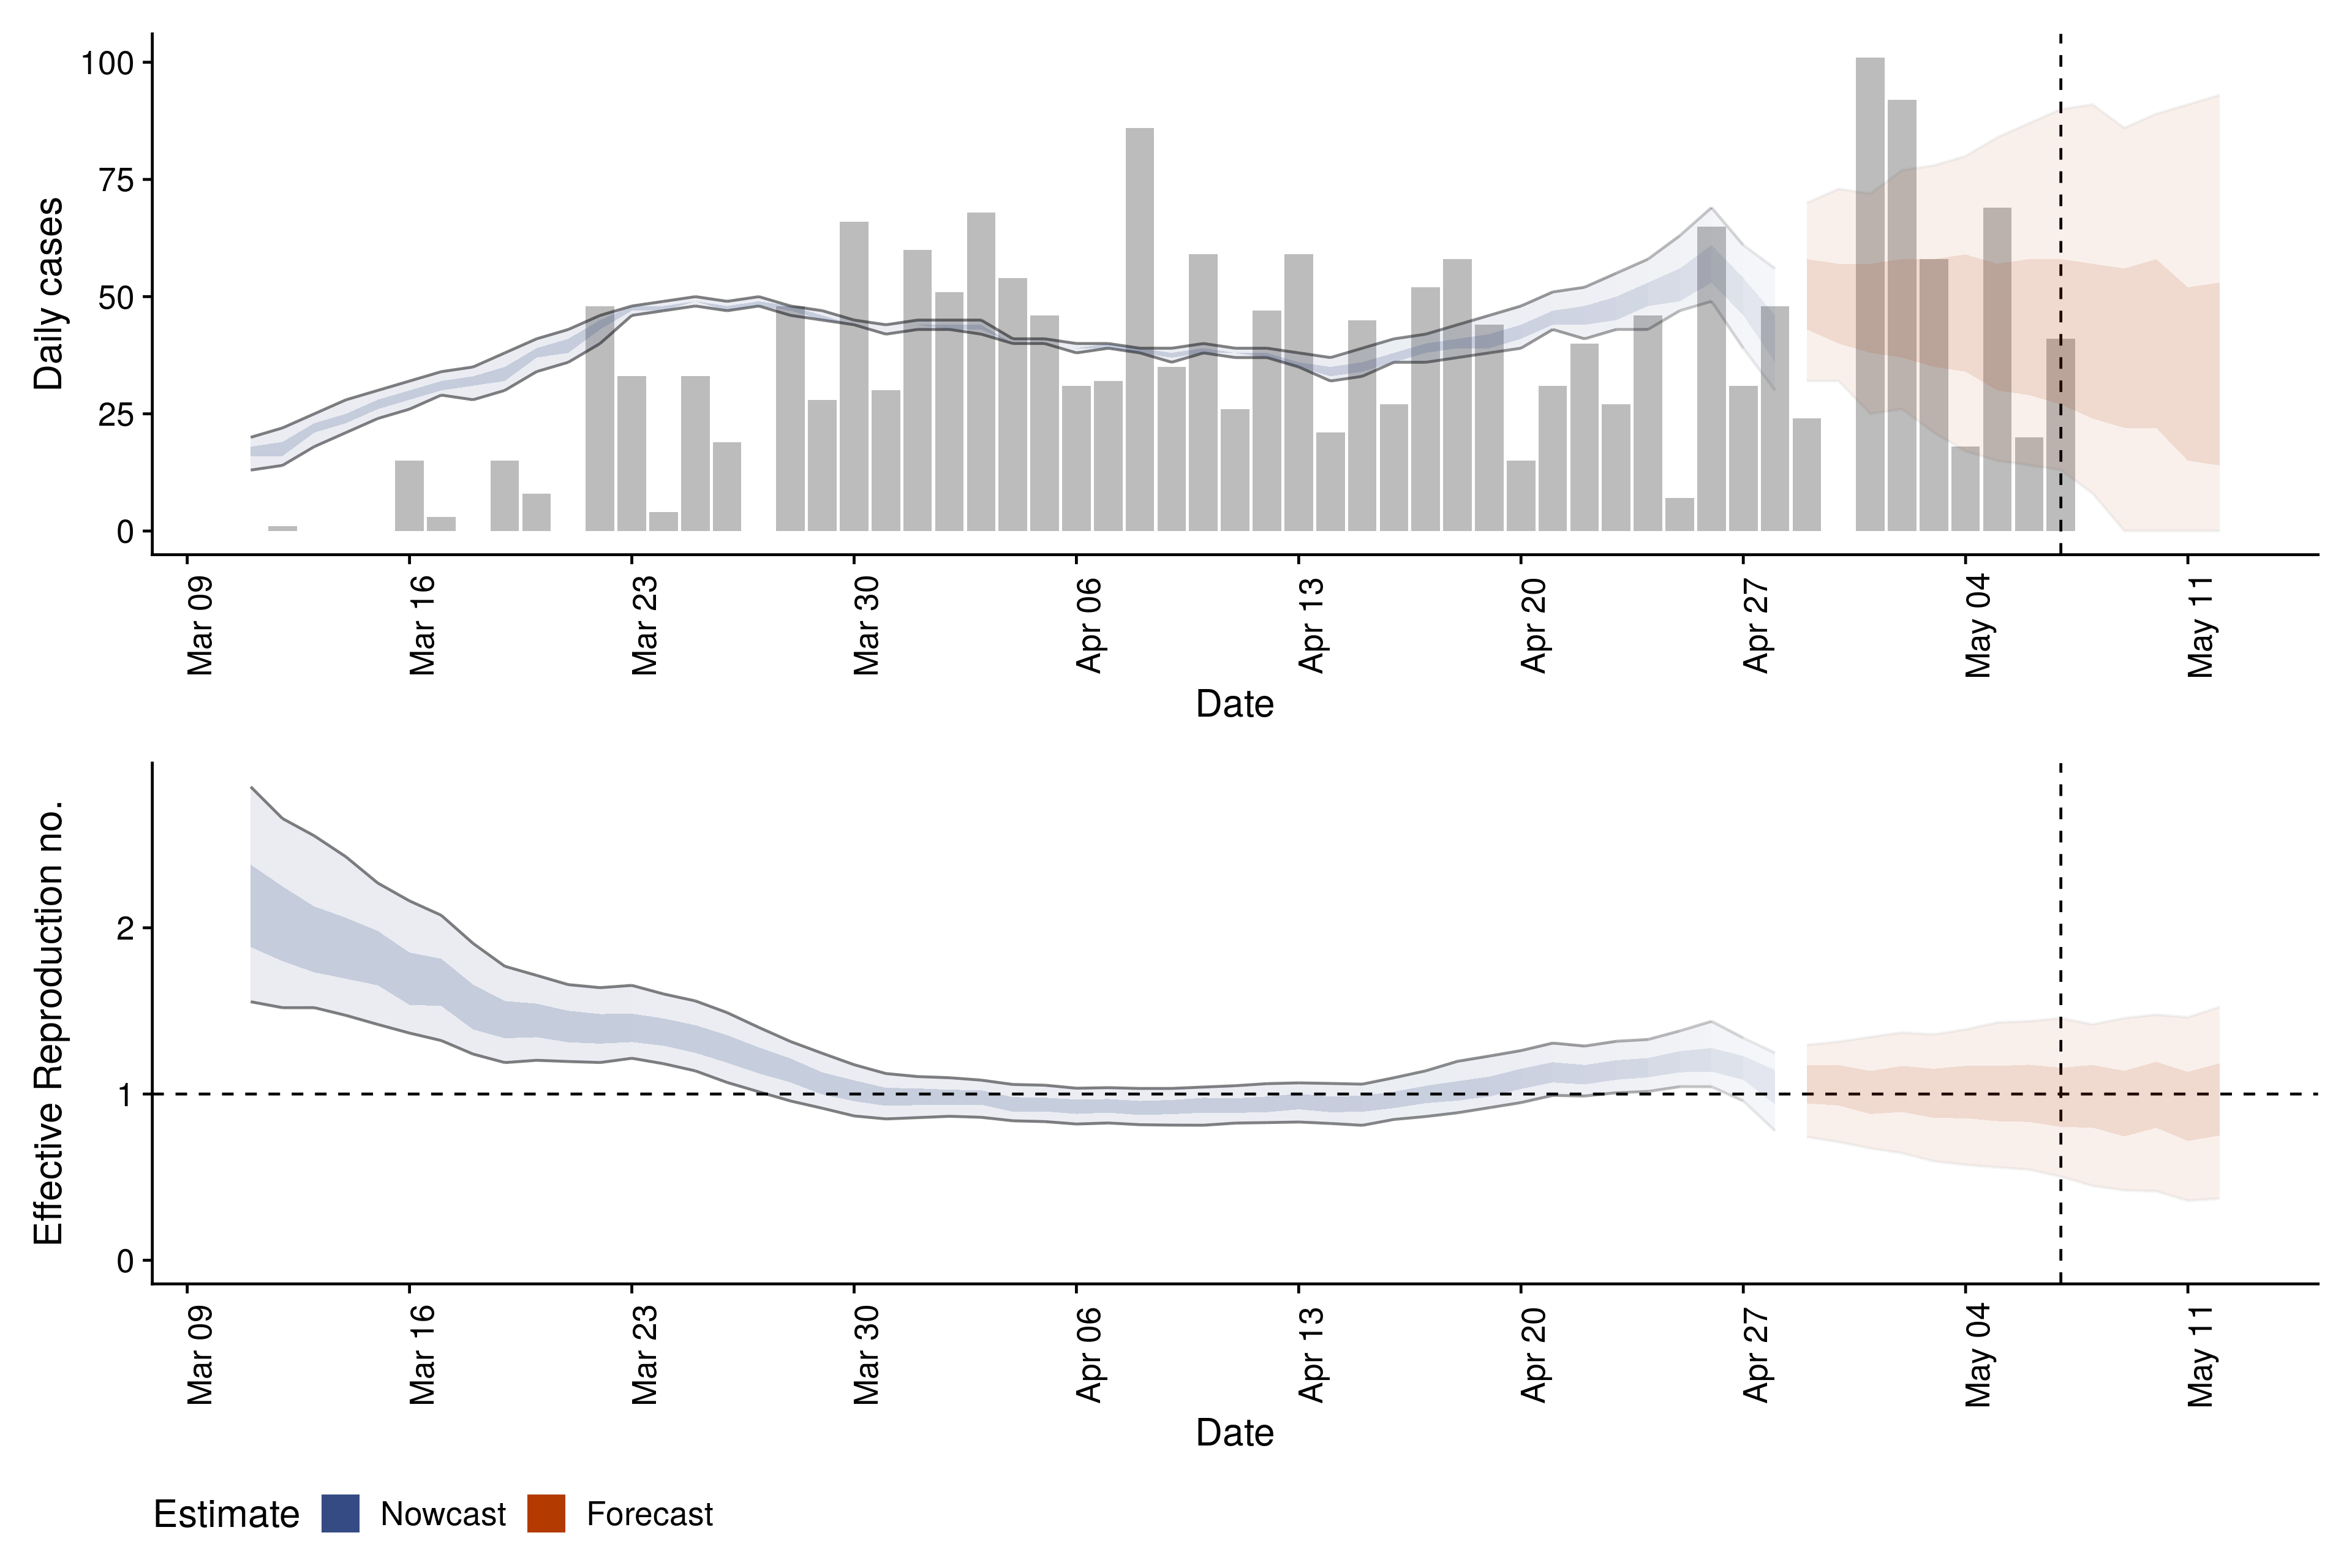 Daily cases
100
75
50
25
0
Mar 09
Mar 16
Mar 23
Mar 30
Apr 06
Apr 13
Apr 20
Apr 27
May 04
May 11
Date
Effective Reproduction no.
2
1
0
Mar 09
Mar 16
Mar 23
Mar 30
Apr 06
Apr 13
Apr 20
Apr 27
May 04
May 11
Date
Estimate Nowcast Forecast